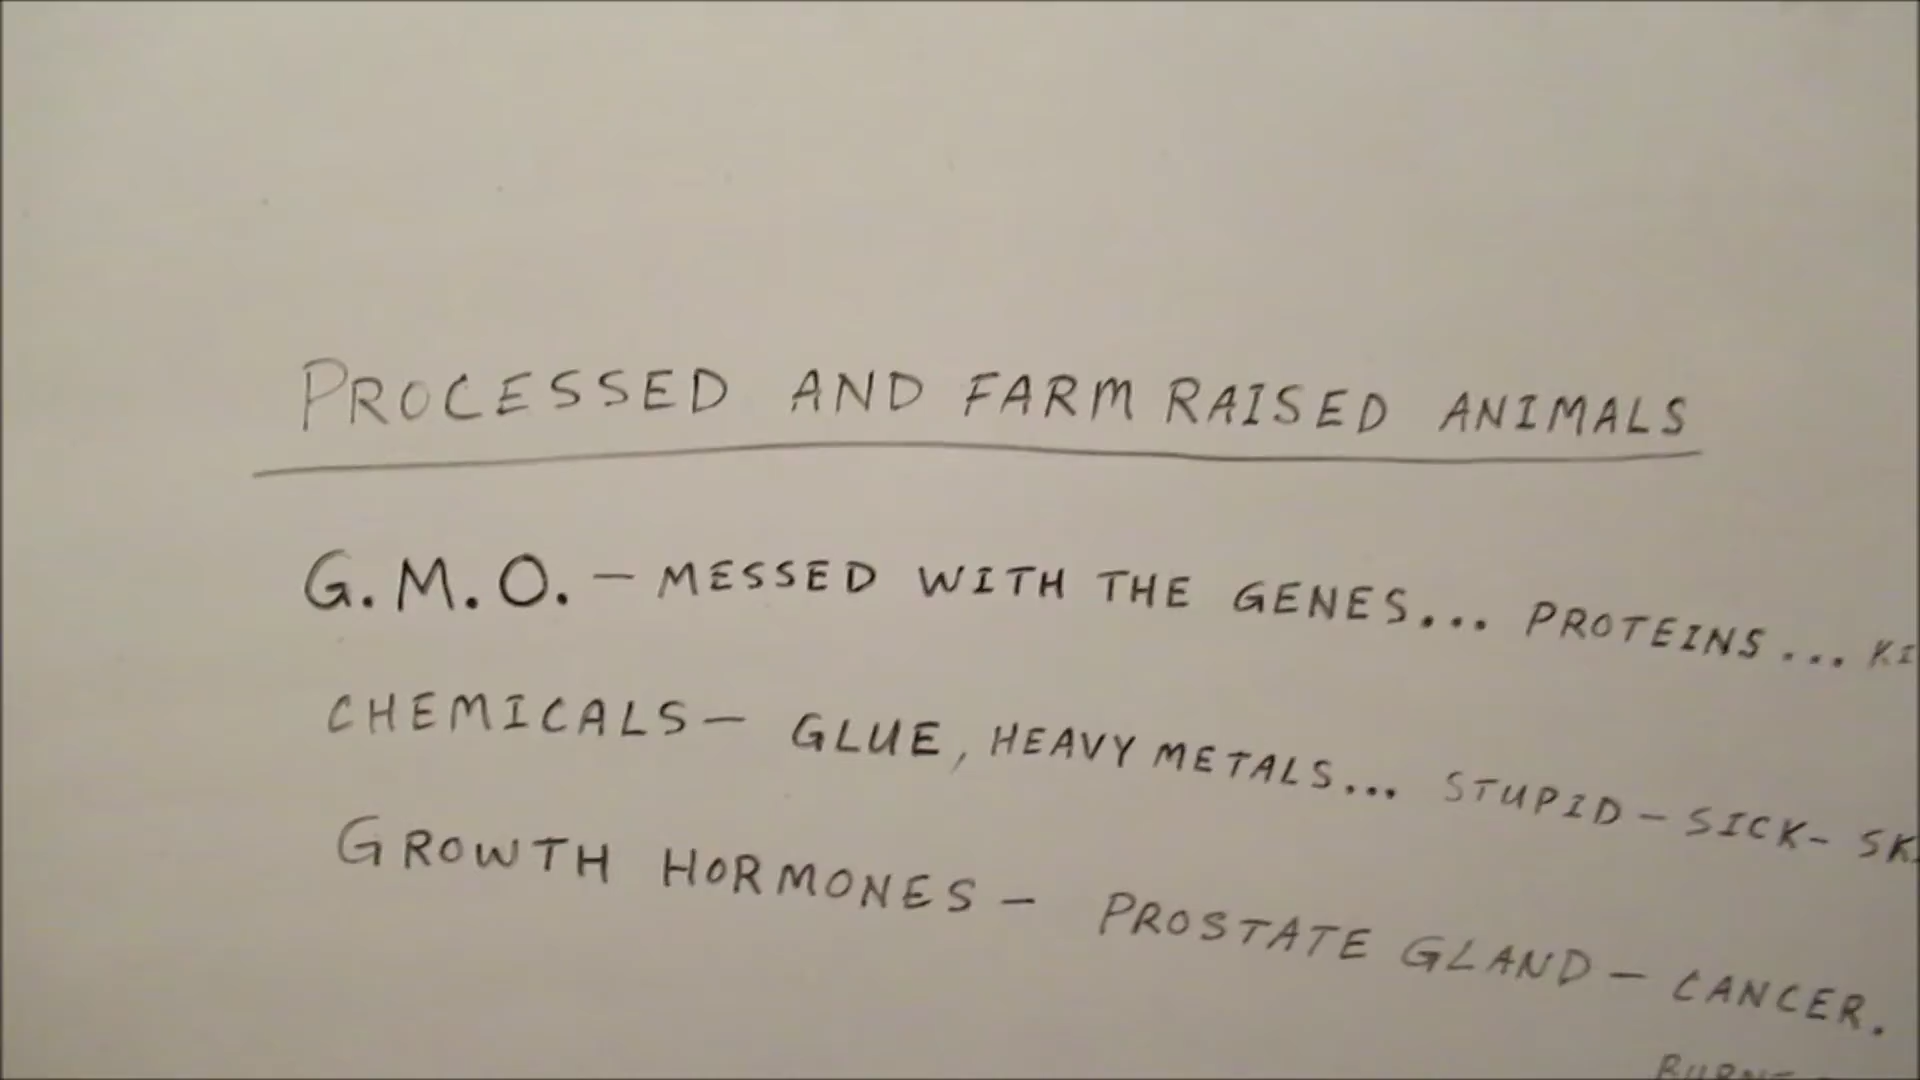 PROCESSED AND FARM RAISED ANIMALS
G.M.O. – MESSED WITH THE GENES... PROTEINS...
CHEMICALS – GLUE, HEAVY METALS... STUPID – SICK –
GROWTH HORMONES – PROSTATE GLAND – CANCER.